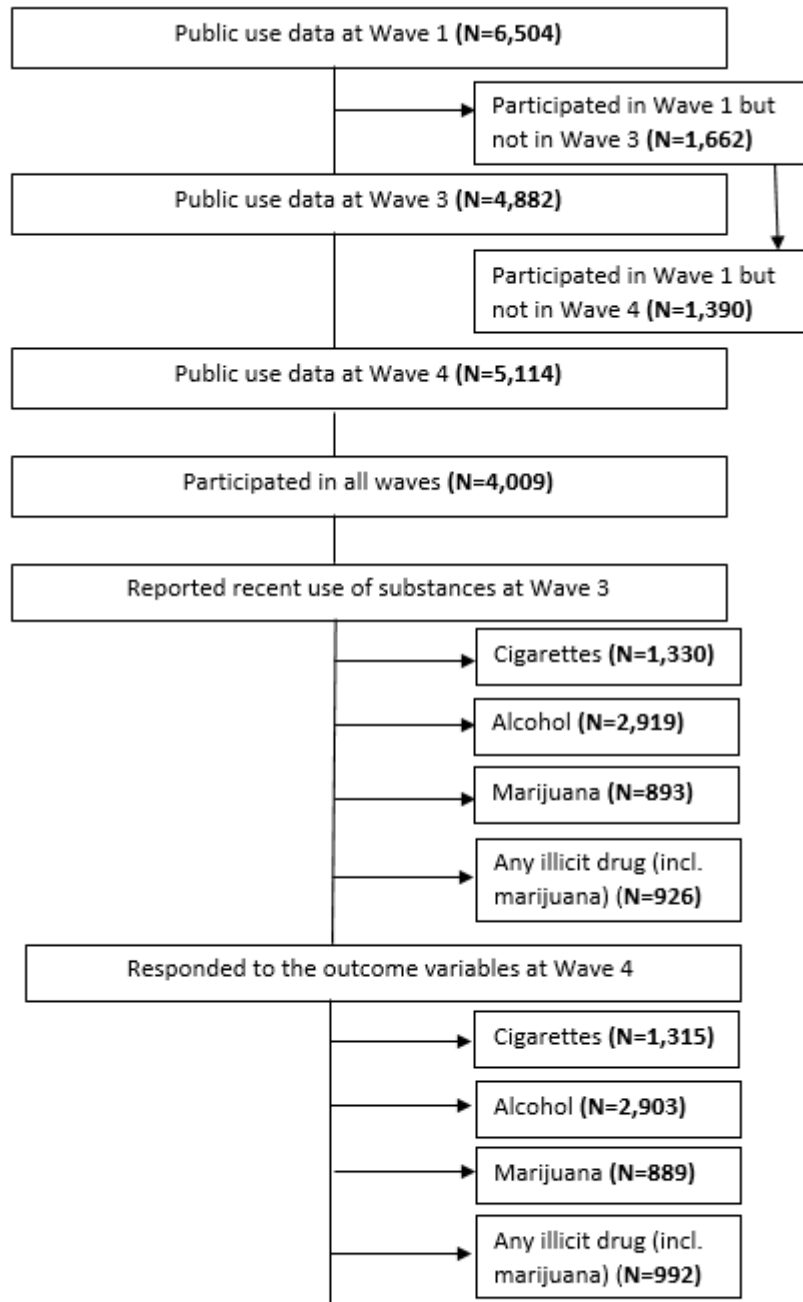 Public use data at Wave 1 (N=6,504)
Participated in Wave 1 but
not in Wave 3 (N=1,662)
Public use data at Wave 3 (N=4,882)
Participated in Wave 1 but
not in Wave 4 (N=1,390)
Public use data at Wave 4 (N=5,114)
Participated in all waves (N=4,009)
Reported recent use of substances at Wave 3
Cigarettes (N=1,330)
Alcohol (N=2,919)
Marijuana (N=893)
Any illicit drug (incl.
marijuana) (N=926)
Responded to the outcome variables at Wave 4
Cigarettes (N=1,315)
Alcohol (N=2,903)
Marijuana (N=889)
Any illicit drug (incl.
marijuana) (N=992)